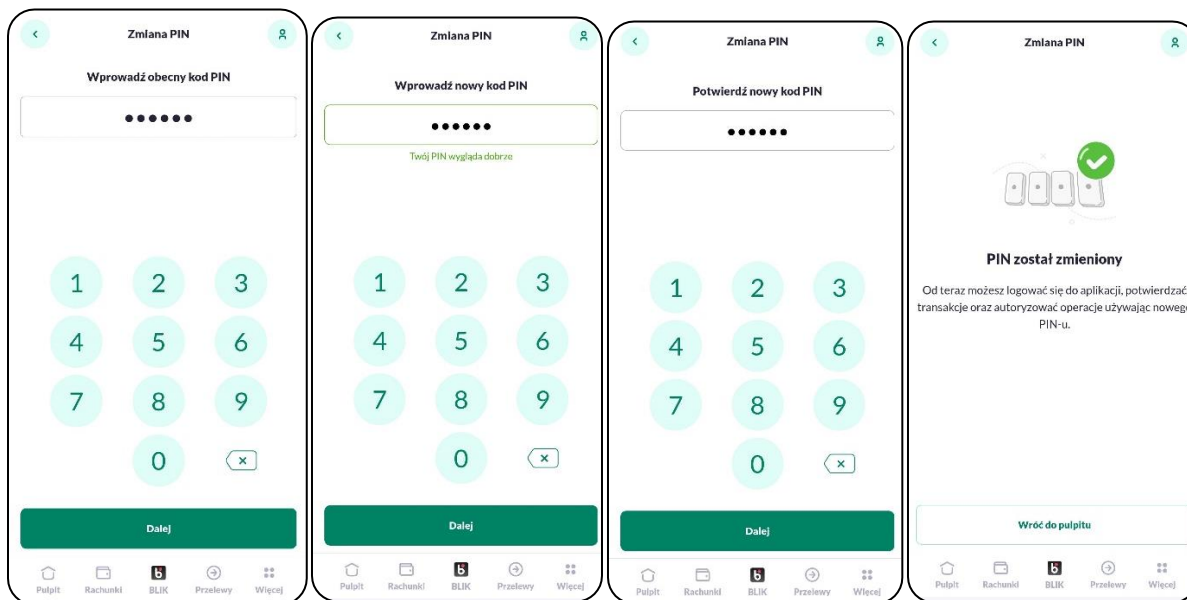 Zmiana PIN
Wprowadź obecny kod PIN
1 2 3
4 5 6
7 8 9
0
Dalej
Pulpit Rachunki BLIK Przelewy Więcej
Zmiana PIN
Wprowadź nowy kod PIN
Twój PIN wygląda dobrze
1 2 3
4 5 6
7 8 9
0
Dalej
Pulpit Rachunki BLIK Przelewy Więcej
Zmiana PIN
Potwierdź nowy kod PIN
1 2 3
4 5 6
7 8 9
0
Dalej
Pulpit Rachunki BLIK Przelewy Więcej
Zmiana PIN
PIN został zmieniony
Od teraz możesz logować się do aplikacji, potwierdzać
transakcje oraz autoryzować operacje używając nowego
PIN-u.
Wróć do pulpitu
Pulpit Rachunki BLIK Przelewy Więcej